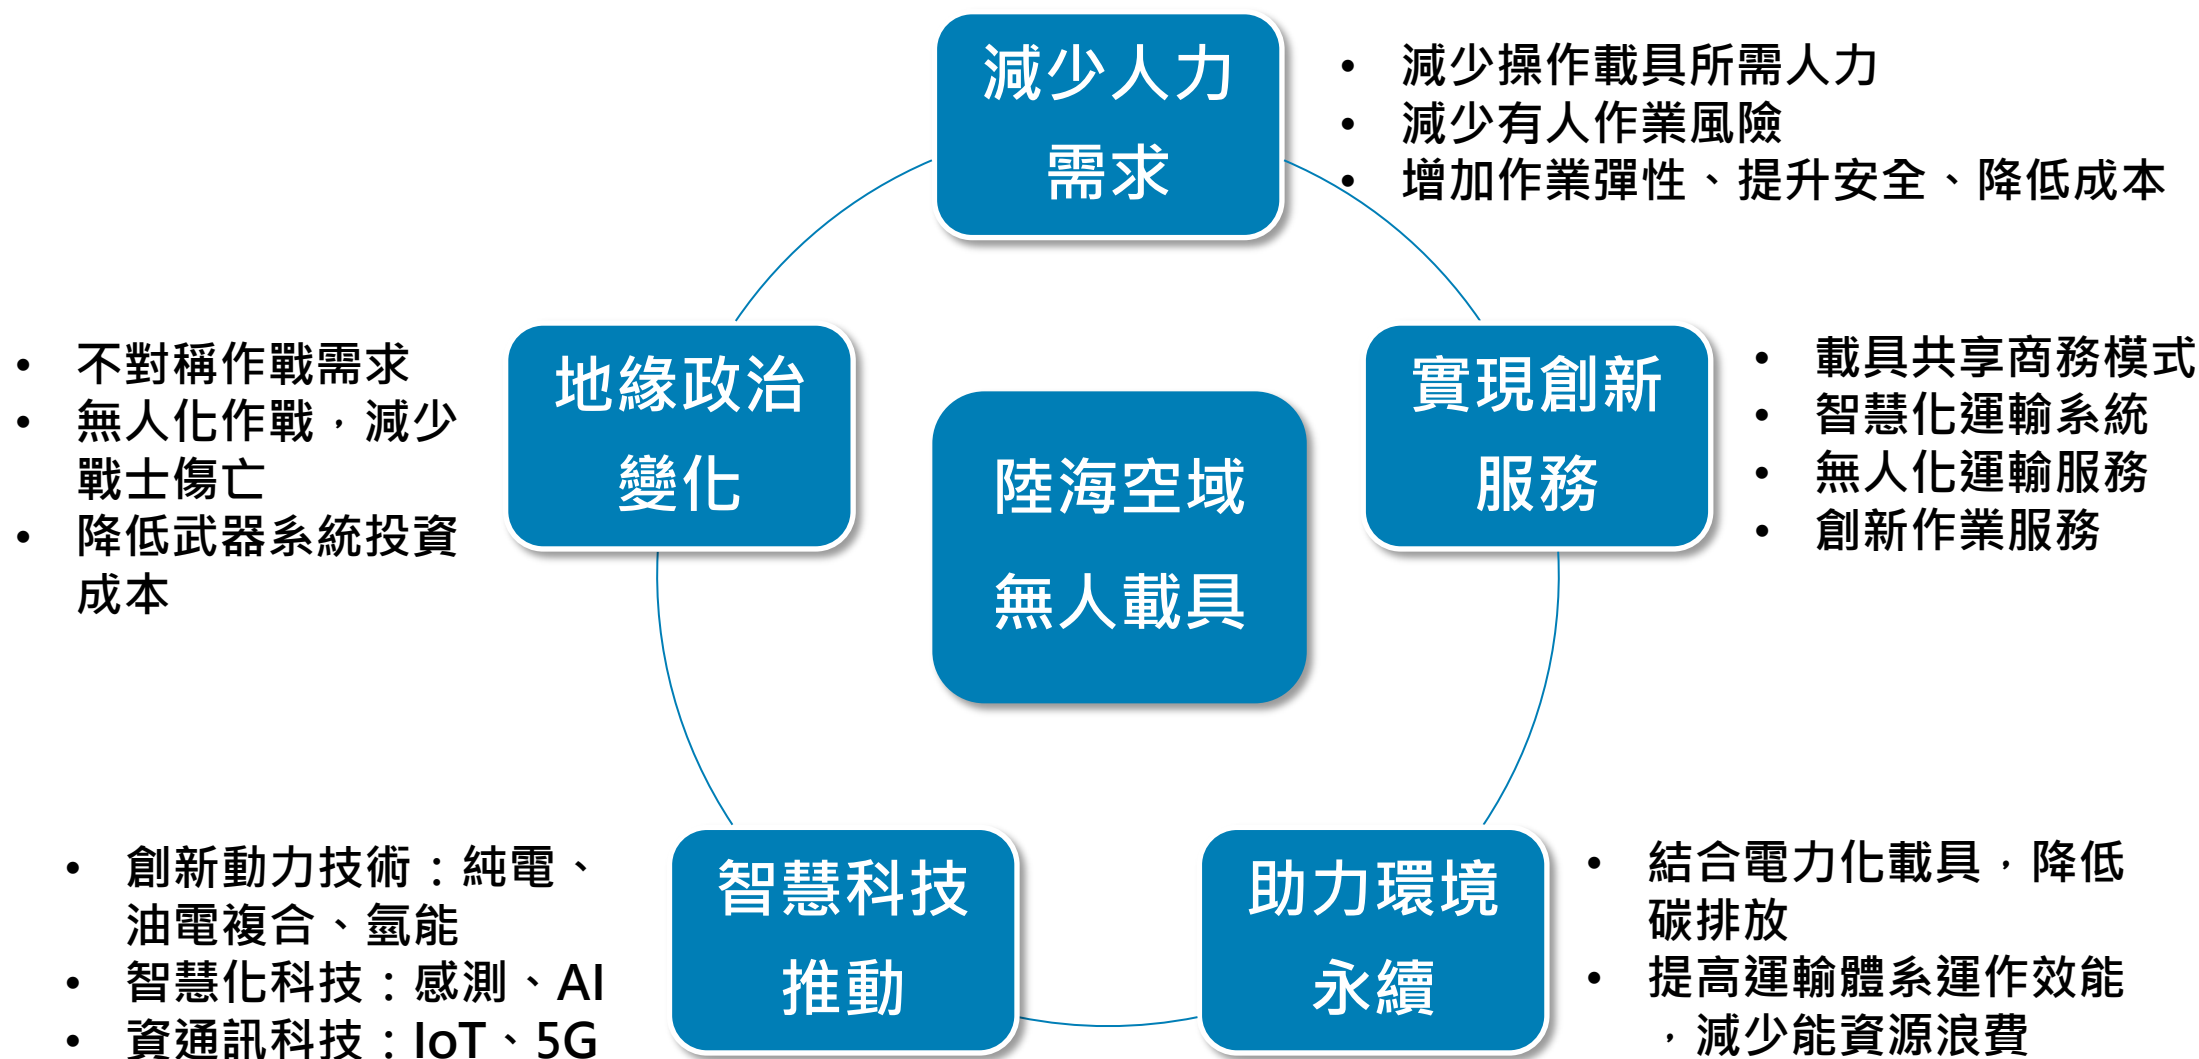 減少人力
需求
• 減少操作載具所需人力
• 減少有人作業風險
• 增加作業彈性、提升安全、降低成本
地緣政治
變化
• 不對稱作戰需求
• 無人化作戰，減少
戰士傷亡
• 降低武器系統投資
成本
陸海空域
無人載具
實現創新
服務
• 載具共享商務模式
• 智慧化運輸系統
• 無人化運輸服務
• 創新作業服務
智慧科技
推動
• 創新動力技術：純電、
油電複合、氫能
• 智慧化科技：感測、AI
• 資通訊科技：IoT、5G
助力環境
永續
• 結合電力化載具，降低
碳排放
• 提高運輸體系運作效能
，減少能資源浪費